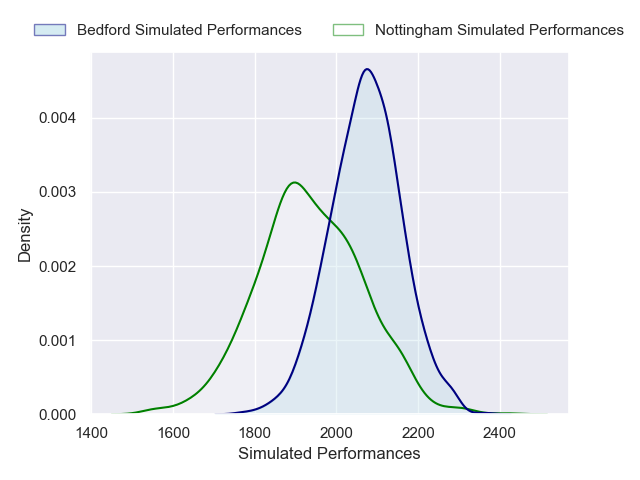 Bedford Simulated Performances
Nottingham Simulated Performances
Density
0.004
0.003
0.002
0.001
0.000
1400 1600 1800 2000 2200 2400
Simulated Performances